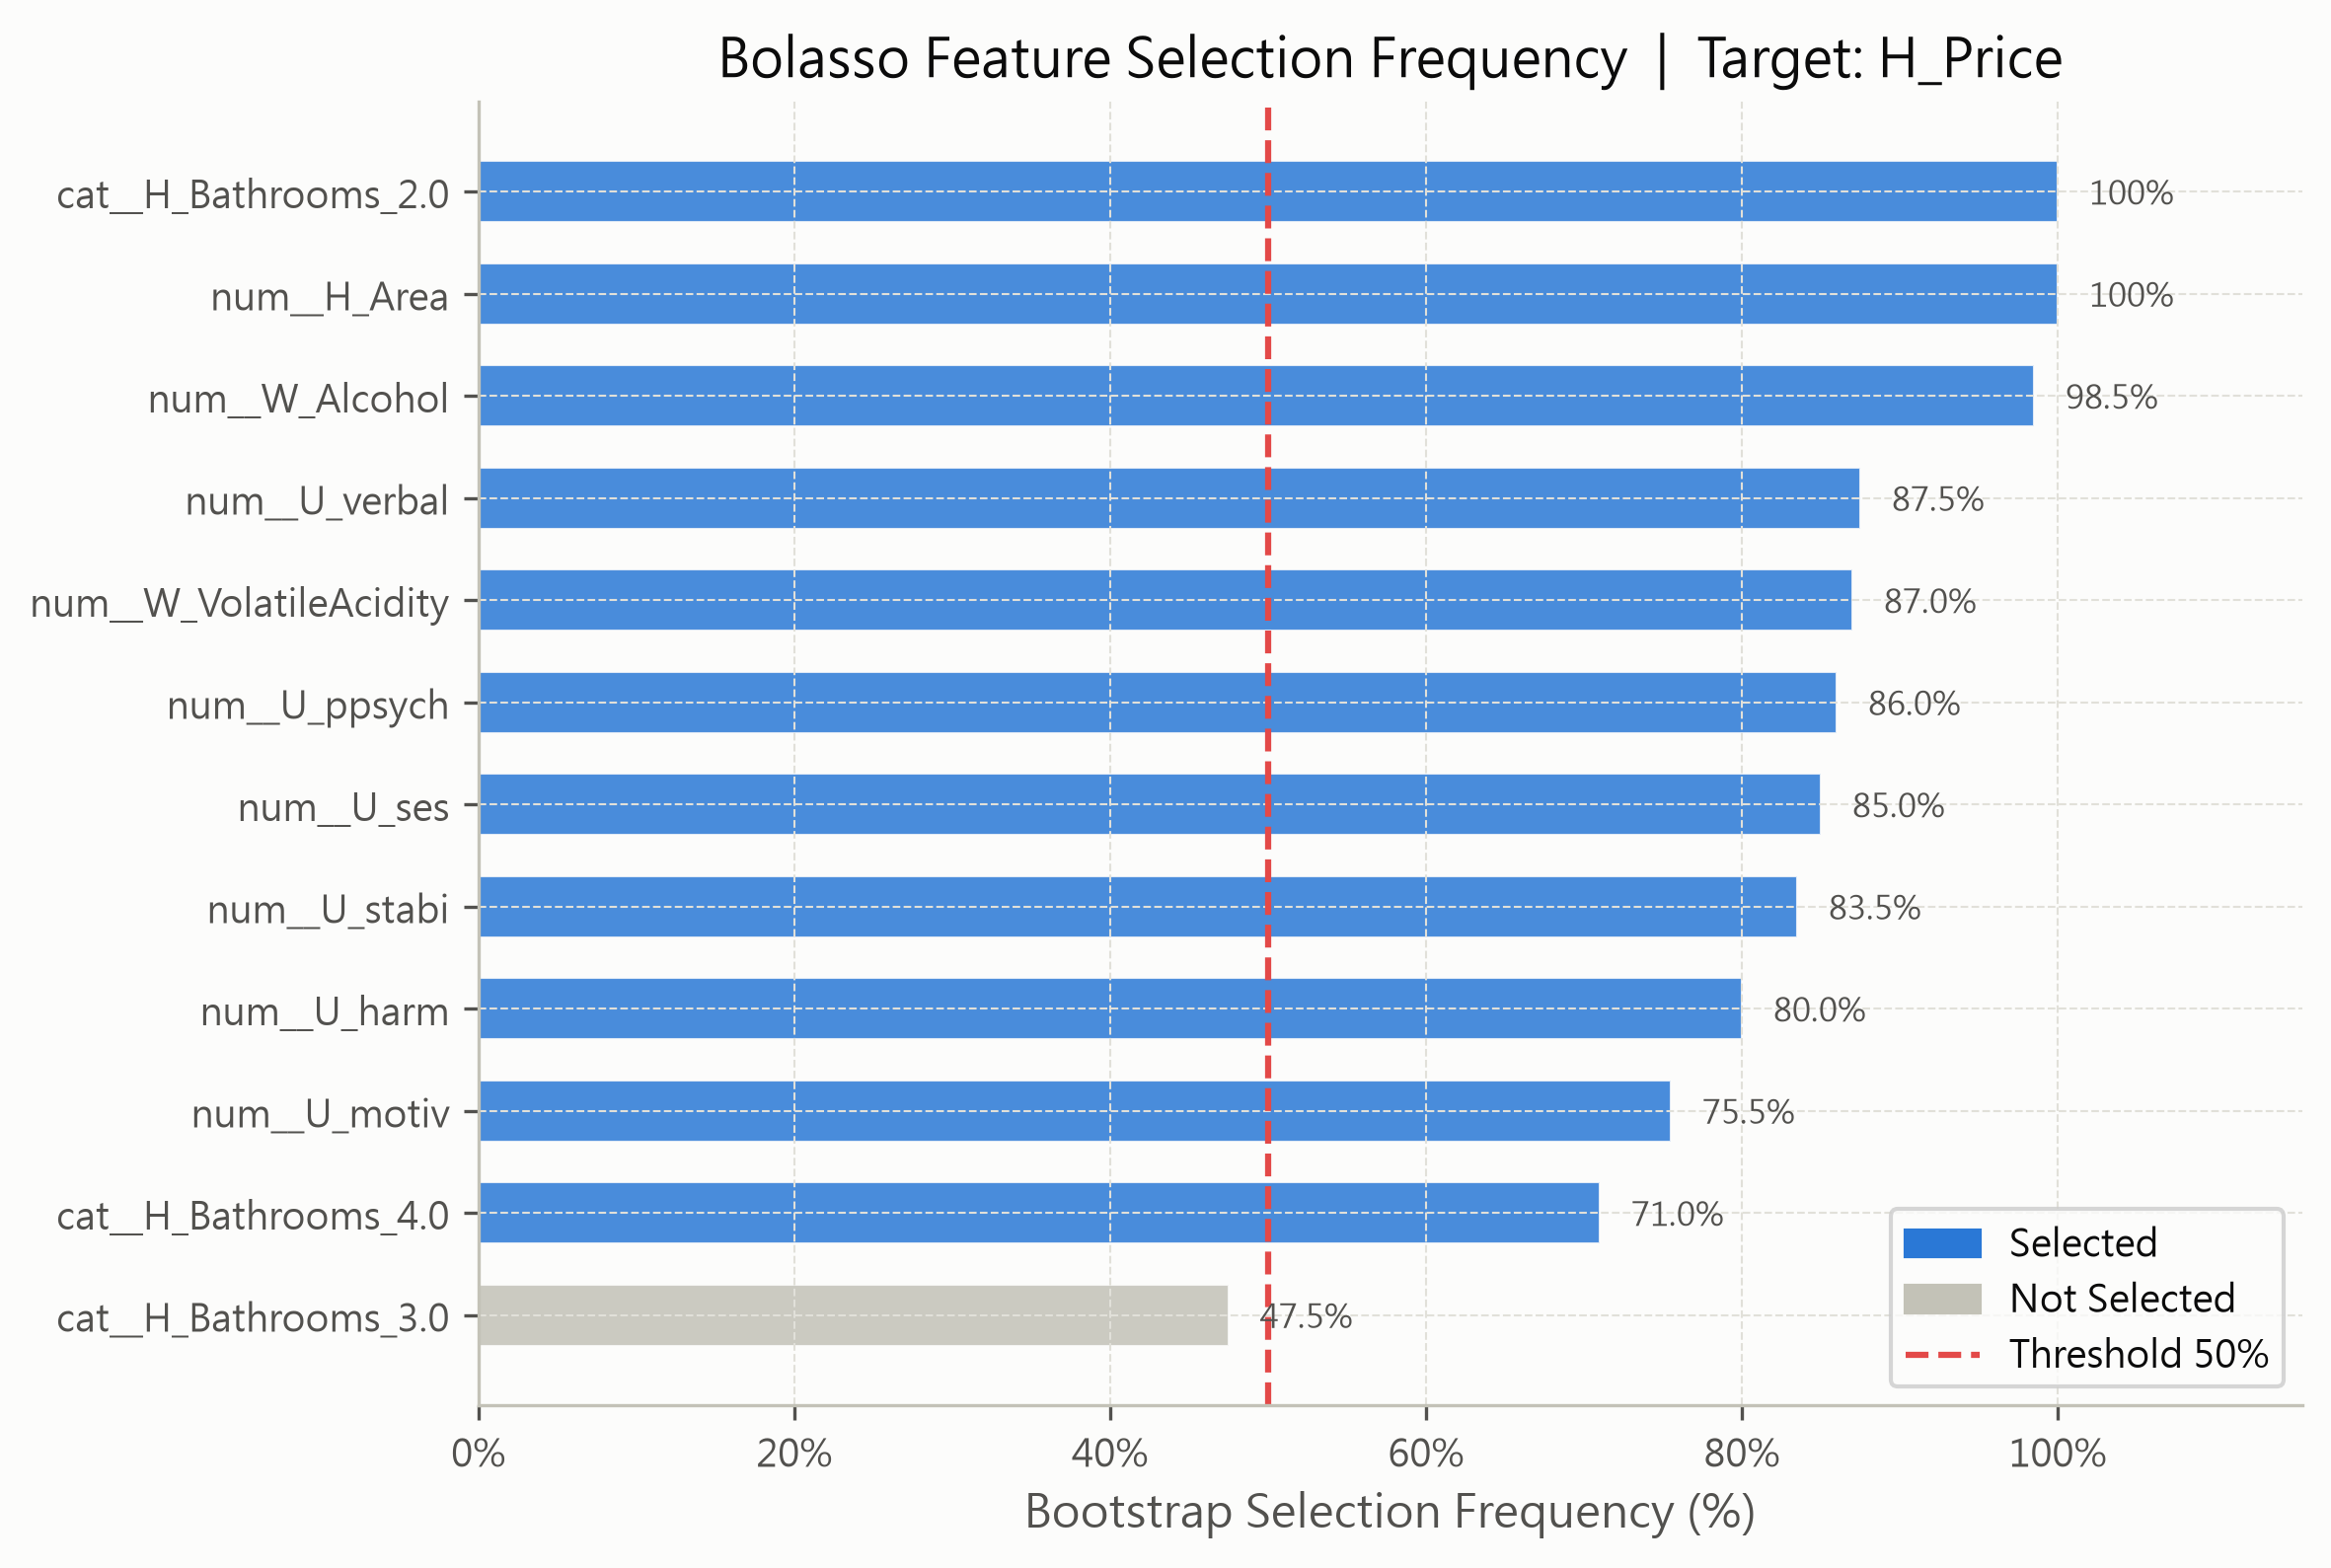 Bolasso Feature Selection Frequency | Target: H_Price
cat__H_Bathrooms_2.0 100%
num__H_Area 100%
num__W_Alcohol 98.5%
num__U_verbal 87.5%
num__W_VolatileAcidity 87.0%
num__U_ppsych 86.0%
num__U_ses 85.0%
num__U_stabi 83.5%
num__U_harm 80.0%
num__U_motiv 75.5%
cat__H_Bathrooms_4.0 71.0%
cat__H_Bathrooms_3.0 47.5%
Selected
Not Selected
Threshold 50%
0% 20% 40% 60% 80% 100%
Bootstrap Selection Frequency (%)